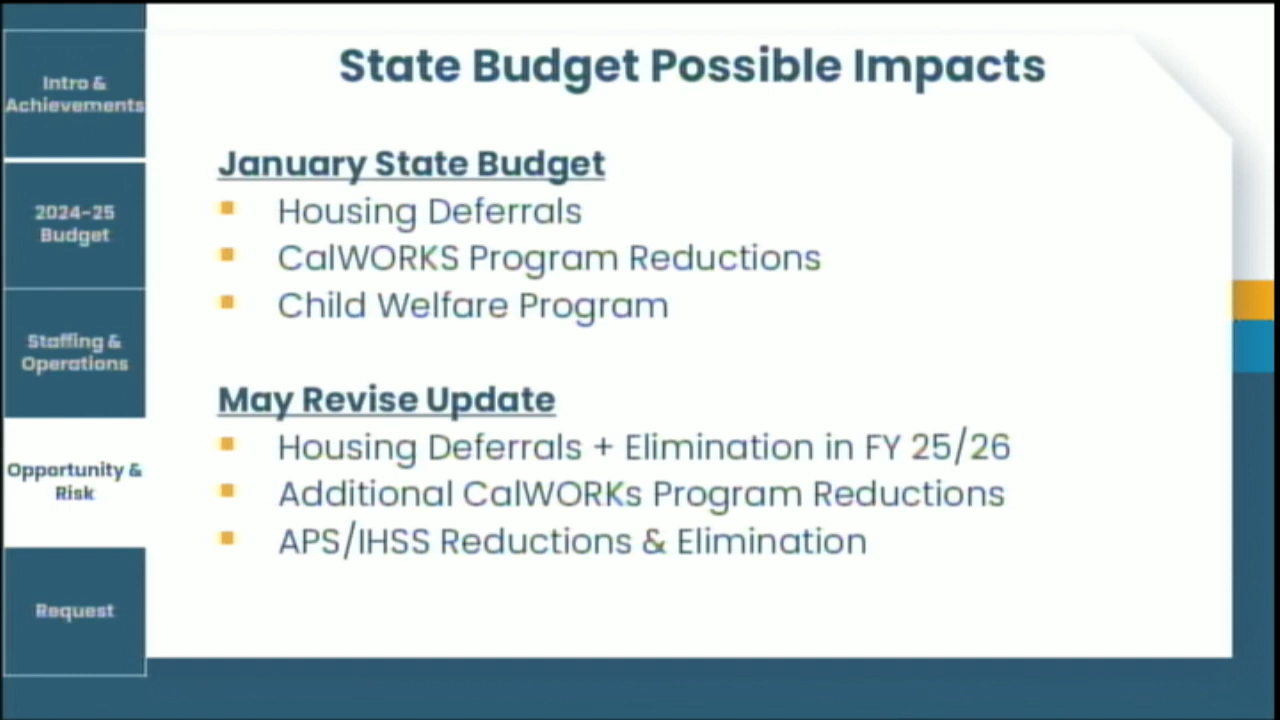 State Budget Possible Impacts
Intro &
Achievements
2024-25
Budget
Staffing &
Operations
Opportunity &
Risk
Request
January State Budget
Housing Deferrals
CalWORKS Program Reductions
Child Welfare Program
May Revise Update
Housing Deferrals + Elimination in FY 25/26
Additional CalWORKs Program Reductions
APS/IHSS Reductions & Elimination